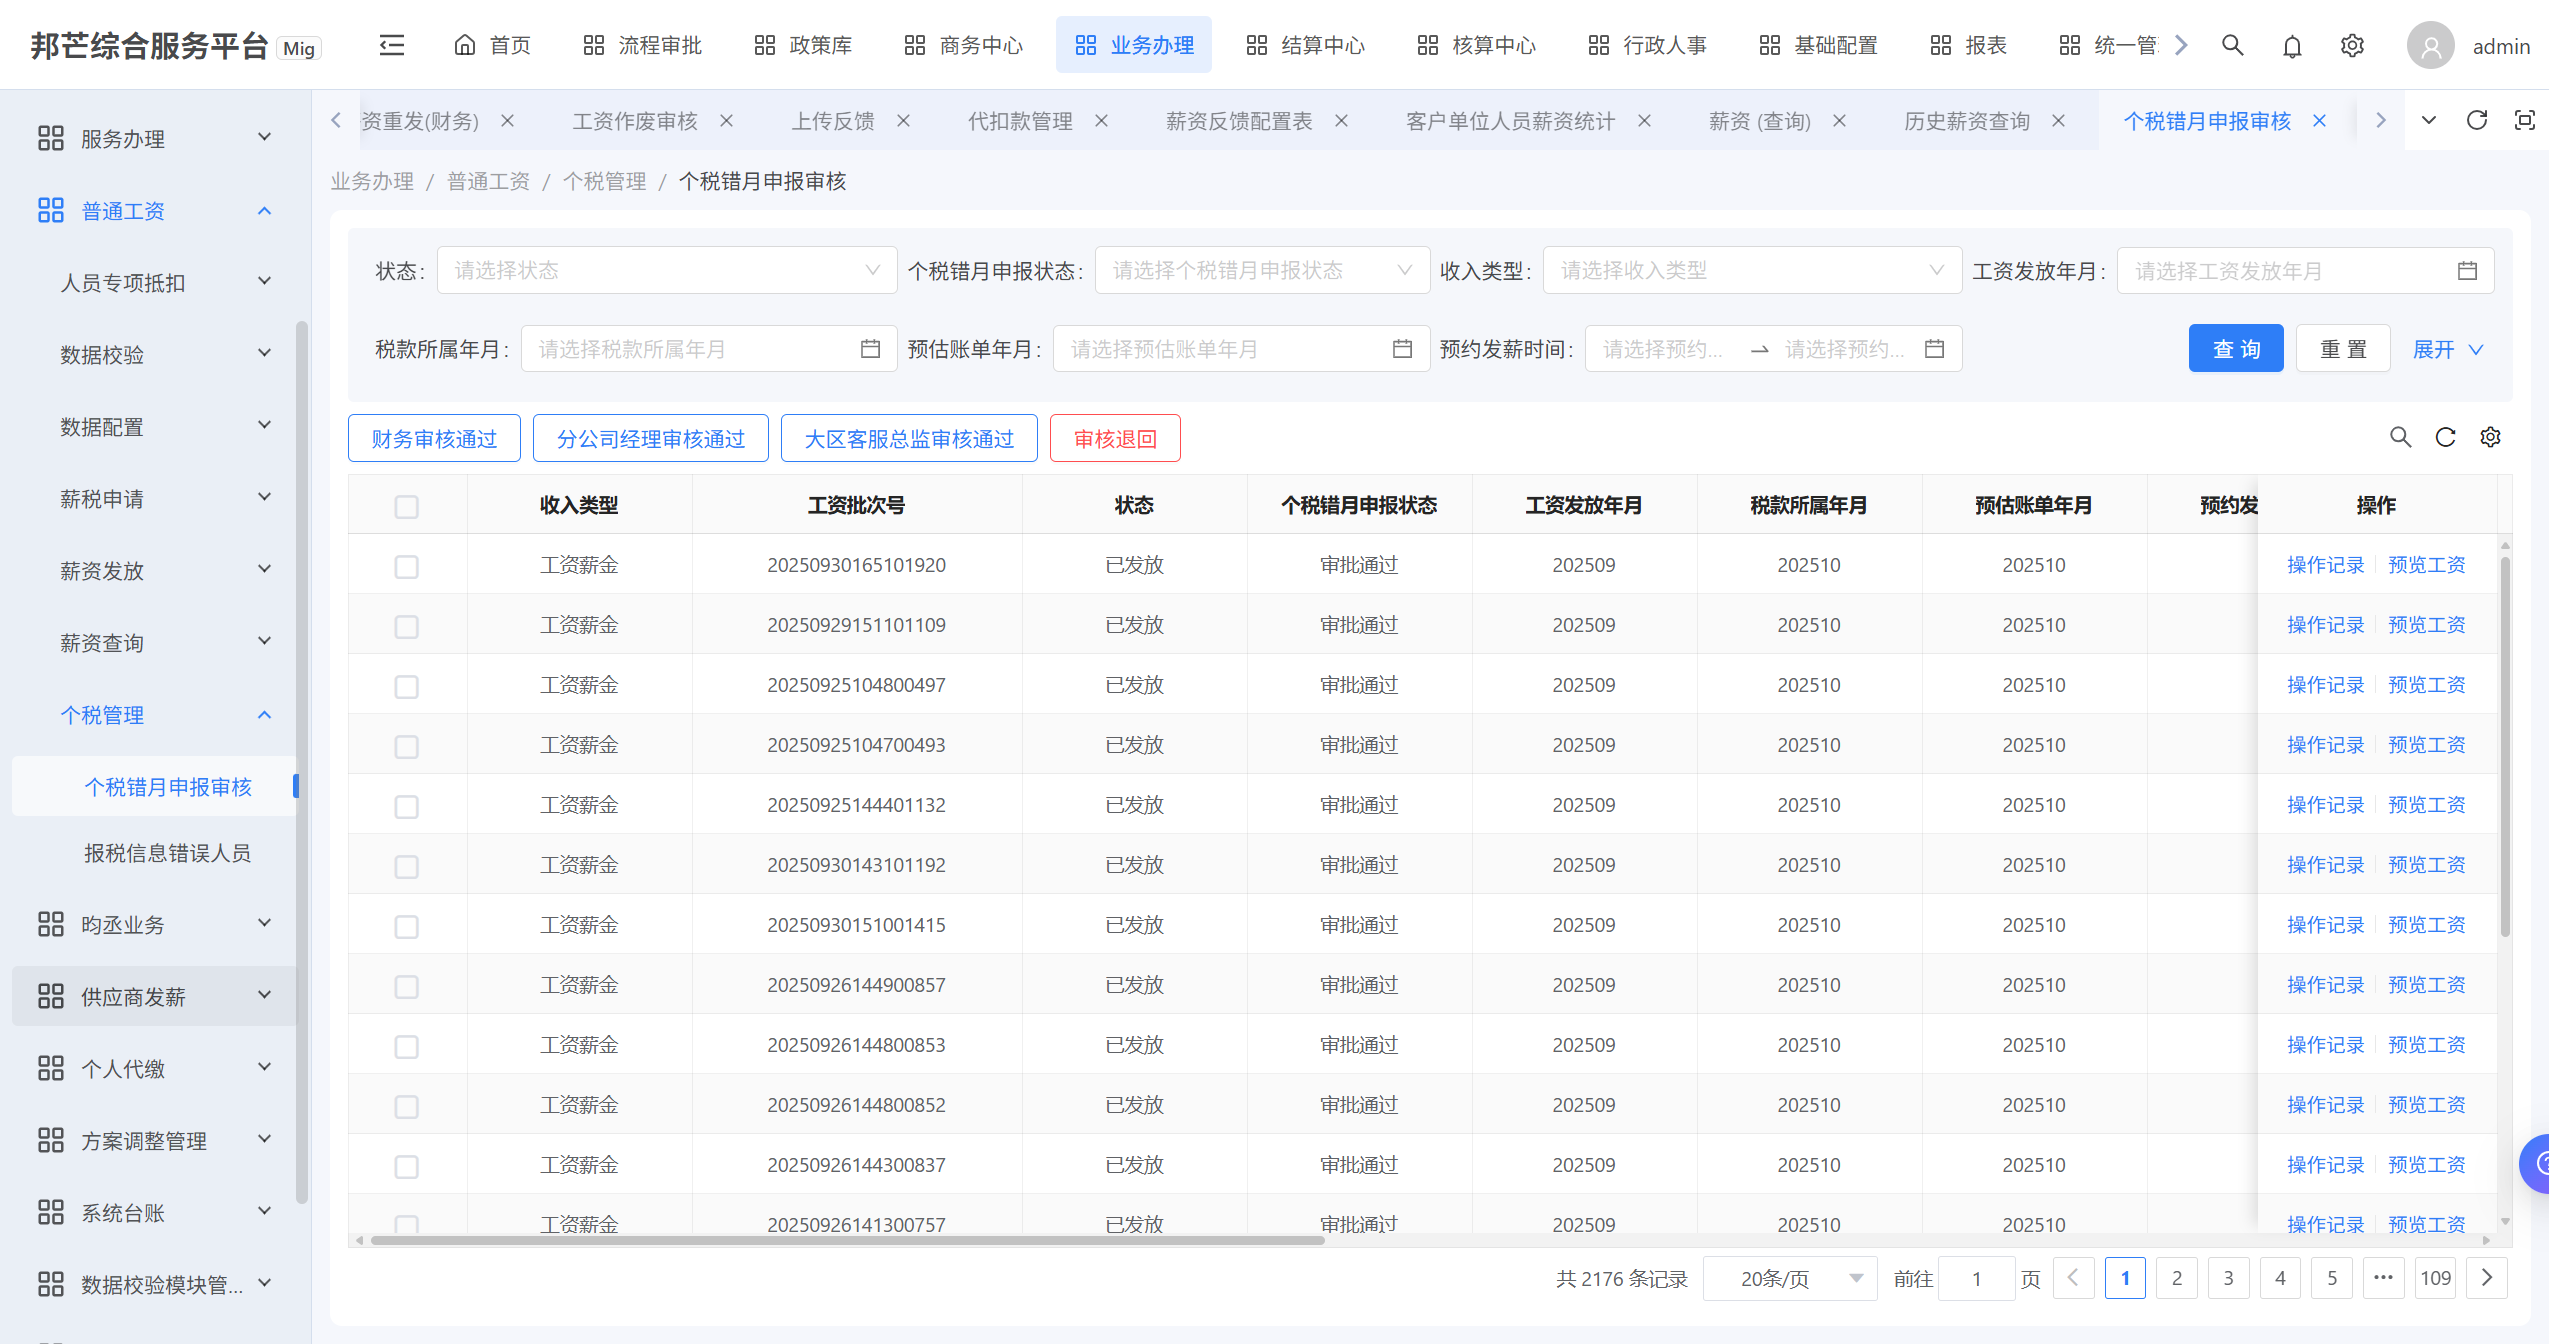 邦芒综合服务平台 Mig 首页 流程审批 政策库 商务中心 业务办理 结算中心 核算中心 行政人事 基础配置 报表 统一管 admin
服务办理
普通工资
人员专项抵扣
数据校验
数据配置
薪税申请
薪资发放
薪资查询
个税管理
个税错月申报审核
报税信息错误人员
昀丞业务
供应商发薪
个人代缴
方案调整管理
系统台账
数据校验模块管...
资重发(财务) 工资作废审核 上传反馈 代扣款管理 薪资反馈配置表 客户单位人员薪资统计 薪资 (查询) 历史薪资查询 个税错月申报审核
业务办理 / 普通工资 / 个税管理 / 个税错月申报审核
状态: 请选择状态 个税错月申报状态: 请选择个税错月申报状态 收入类型: 请选择收入类型 工资发放年月: 请选择工资发放年月
税款所属年月: 请选择税款所属年月 预估账单年月: 请选择预估账单年月 预约发薪时间: 请选择预约... 请选择预约... 查 询 重 置 展开
财务审核通过 分公司经理审核通过 大区客服总监审核通过 审核退回
收入类型 工资批次号 状态 个税错月申报状态 工资发放年月 税款所属年月 预估账单年月 预约发 操作
工资薪金 20250930165101920 已发放 审批通过 202509 202510 202510 操作记录 预览工资
工资薪金 20250929151101109 已发放 审批通过 202509 202510 202510 操作记录 预览工资
工资薪金 20250925104800497 已发放 审批通过 202509 202510 202510 操作记录 预览工资
工资薪金 20250925104700493 已发放 审批通过 202509 202510 202510 操作记录 预览工资
工资薪金 20250925144401132 已发放 审批通过 202509 202510 202510 操作记录 预览工资
工资薪金 20250930143101192 已发放 审批通过 202509 202510 202510 操作记录 预览工资
工资薪金 20250930151001415 已发放 审批通过 202509 202510 202510 操作记录 预览工资
工资薪金 20250926144900857 已发放 审批通过 202509 202510 202510 操作记录 预览工资
工资薪金 20250926144800853 已发放 审批通过 202509 202510 202510 操作记录 预览工资
工资薪金 20250926144800852 已发放 审批通过 202509 202510 202510 操作记录 预览工资
工资薪金 20250926144300837 已发放 审批通过 202509 202510 202510 操作记录 预览工资
工资薪金 20250926141300757 已发放 审批通过 202509 202510 202510 操作记录 预览工资
共 2176 条记录 20条/页 前往 1 页 1 2 3 4 5 ••• 109